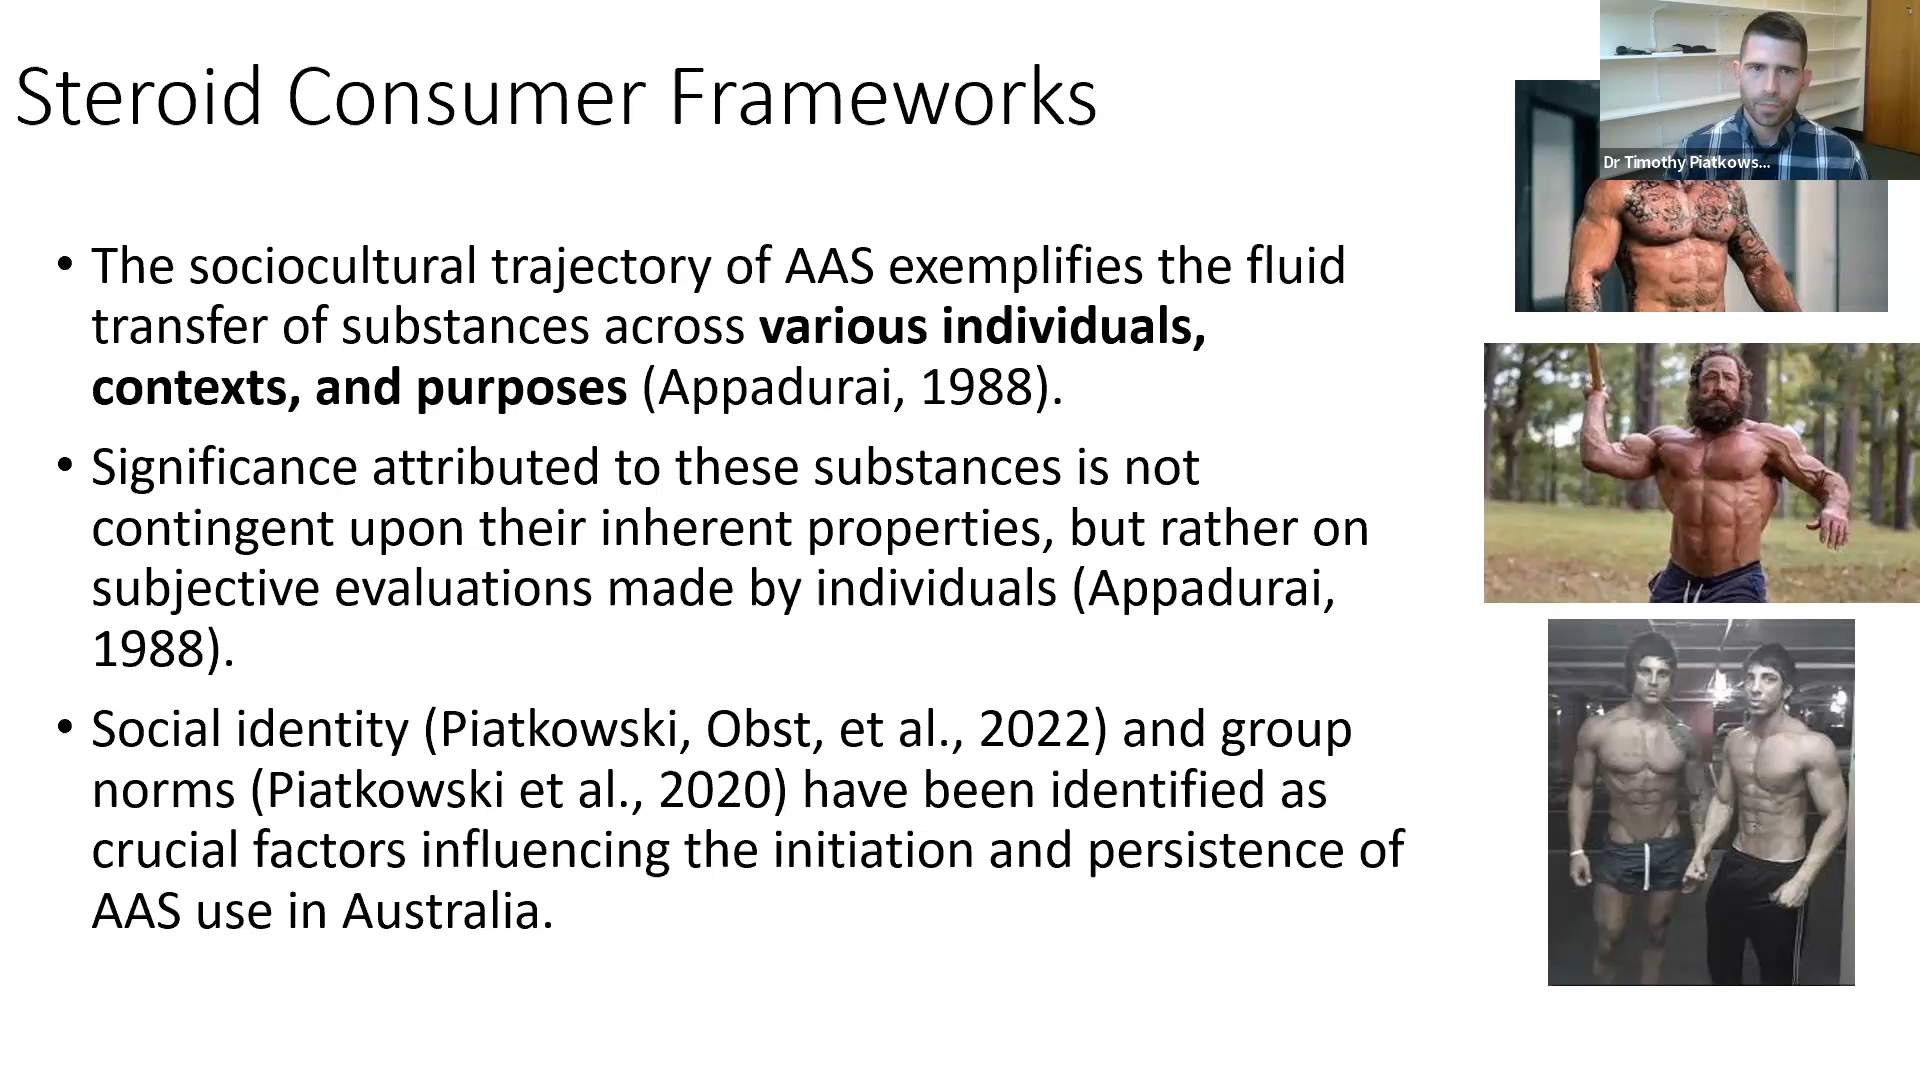 Steroid Consumer Frameworks
Dr Timothy Piatkows...
• The sociocultural trajectory of AAS exemplifies the fluid
transfer of substances across various individuals,
contexts, and purposes (Appadurai, 1988).
• Significance attributed to these substances is not
contingent upon their inherent properties, but rather on
subjective evaluations made by individuals (Appadurai,
1988).
• Social identity (Piatkowski, Obst, et al., 2022) and group
norms (Piatkowski et al., 2020) have been identified as
crucial factors influencing the initiation and persistence of
AAS use in Australia.